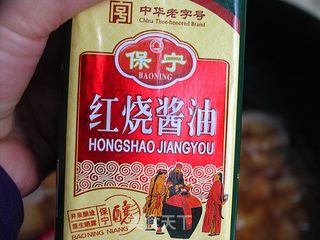 中华老字号
China Time-honored Brand
保宁
BAONING
红烧酱油
HONGSHAO JIANGYOU
保宁
BAONING NIANG